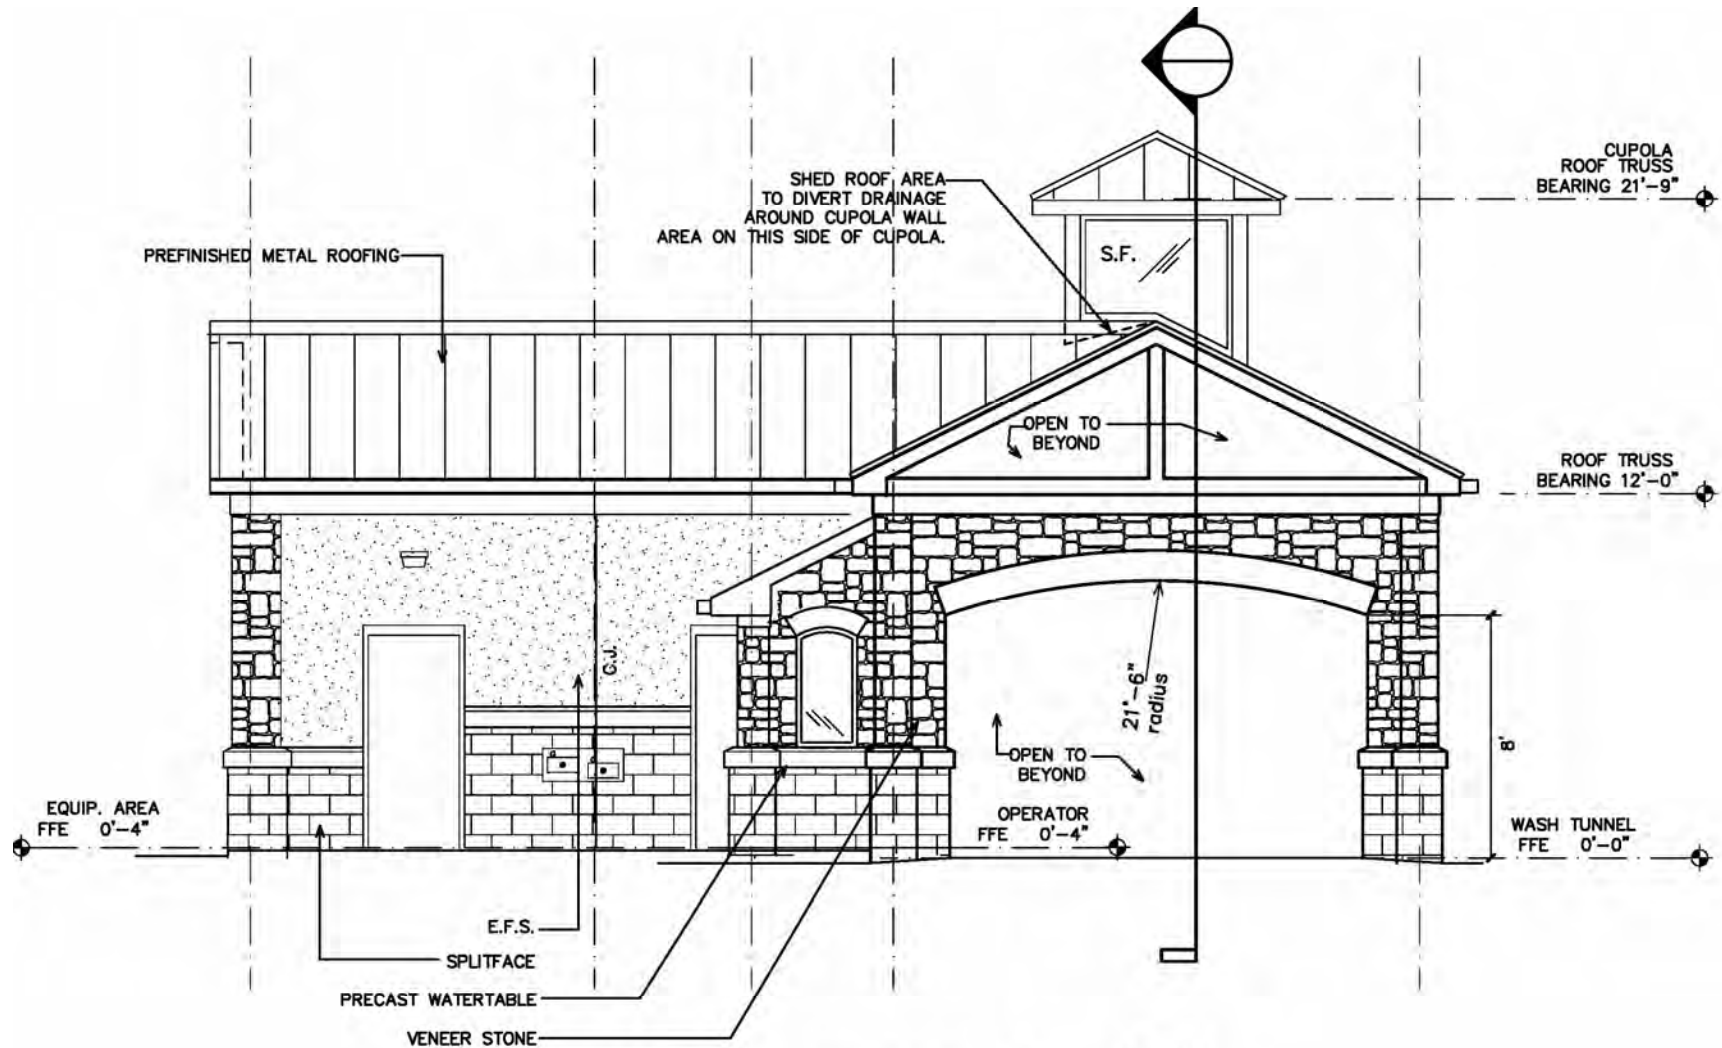 CUPOLA
ROOF TRUSS
BEARING 21'-9"
SHED ROOF AREA
TO DIVERT DRAINAGE
AROUND CUPOLA WALL
AREA ON THIS SIDE OF CUPOLA.
PREFINISHED METAL ROOFING
S.F.
OPEN TO
BEYOND
ROOF TRUSS
BEARING 12'-0"
C.J.
21'-6"
radius
8'
OPEN TO
BEYOND
EQUIP. AREA
FFE 0'-4"
OPERATOR
FFE 0'-4"
WASH TUNNEL
FFE 0'-0"
E.F.S.
SPLITFACE
PRECAST WATERTABLE
VENEER STONE